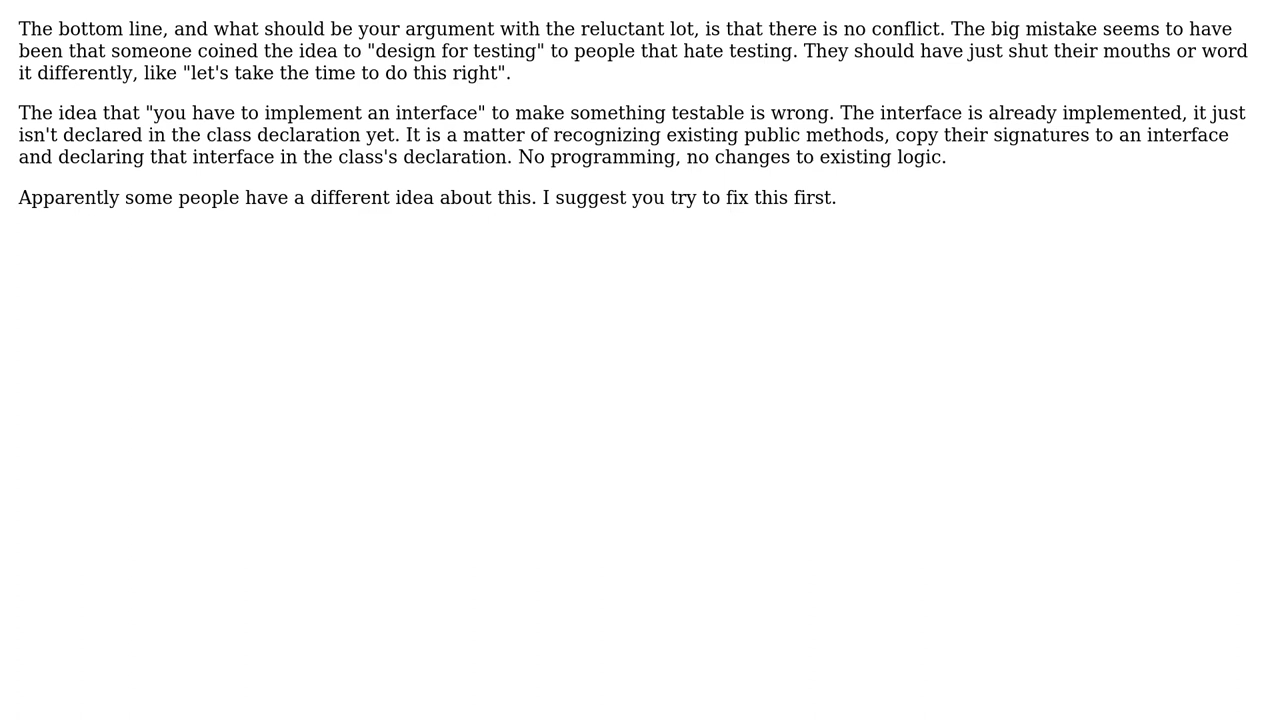 The bottom line, and what should be your argument with the reluctant lot, is that there is no conflict. The big mistake seems to have
been that someone coined the idea to "design for testing" to people that hate testing. They should have just shut their mouths or word
it differently, like "let's take the time to do this right".
The idea that "you have to implement an interface" to make something testable is wrong. The interface is already implemented, it just
isn't declared in the class declaration yet. It is a matter of recognizing existing public methods, copy their signatures to an interface
and declaring that interface in the class's declaration. No programming, no changes to existing logic.
Apparently some people have a different idea about this. I suggest you try to fix this first.